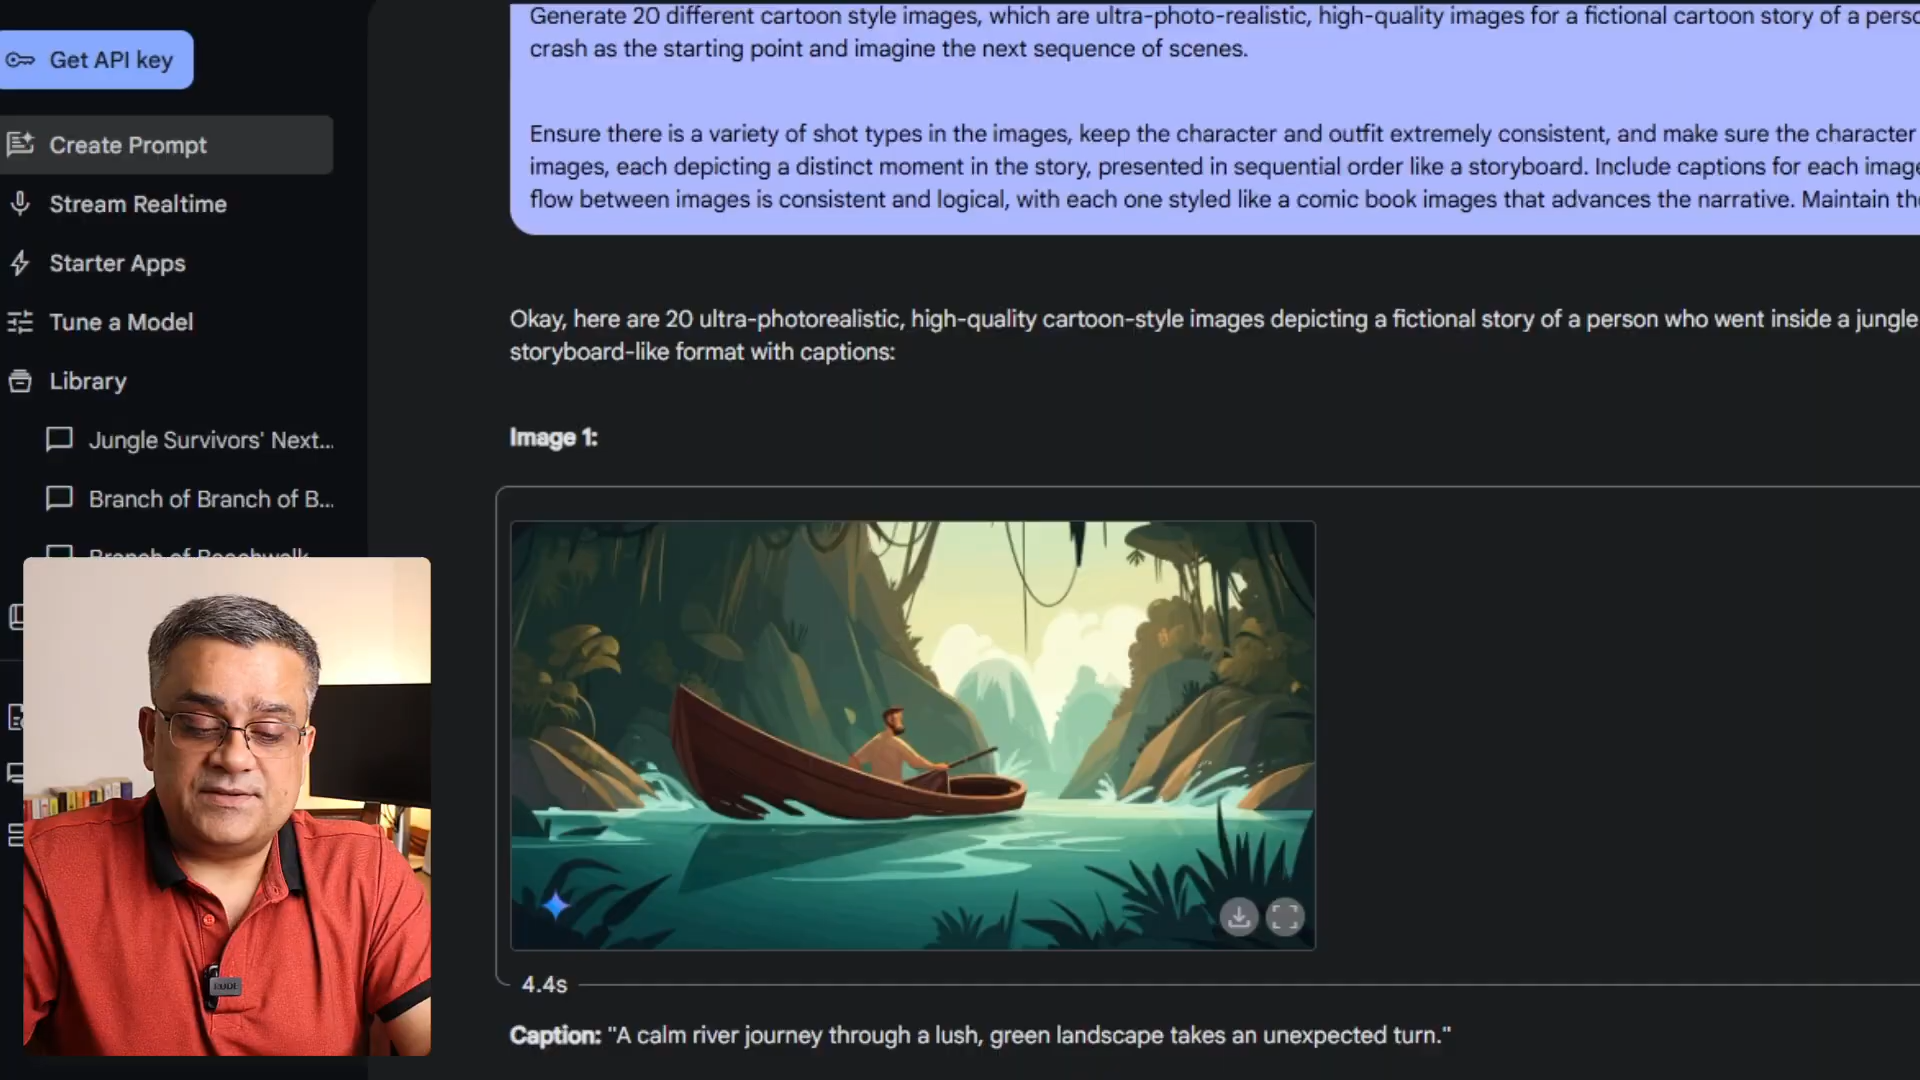 Get API key
Create Prompt
Stream Realtime
Starter Apps
Tune a Model
Library
Jungle Survivors' Next...
Branch of Branch of B...
Branch of Beachwalk
Generate 20 different cartoon style images, which are ultra-photo-realistic, high-quality images for a fictional cartoon story of a
crash as the starting point and imagine the next sequence of scenes.
Ensure there is a variety of shot types in the images, keep the character and outfit extremely consistent, and make sure the character
images, each depicting a distinct moment in the story, presented in sequential order like a storyboard. Include captions for each
flow between images is consistent and logical, with each one styled like a comic book images that advances the narrative. Maintain
Okay, here are 20 ultra-photorealistic, high-quality cartoon-style images depicting a fictional story of a person who went inside a jungle
storyboard-like format with captions:
Image 1:
4.4s
Caption: "A calm river journey through a lush, green landscape takes an unexpected turn."
RODE